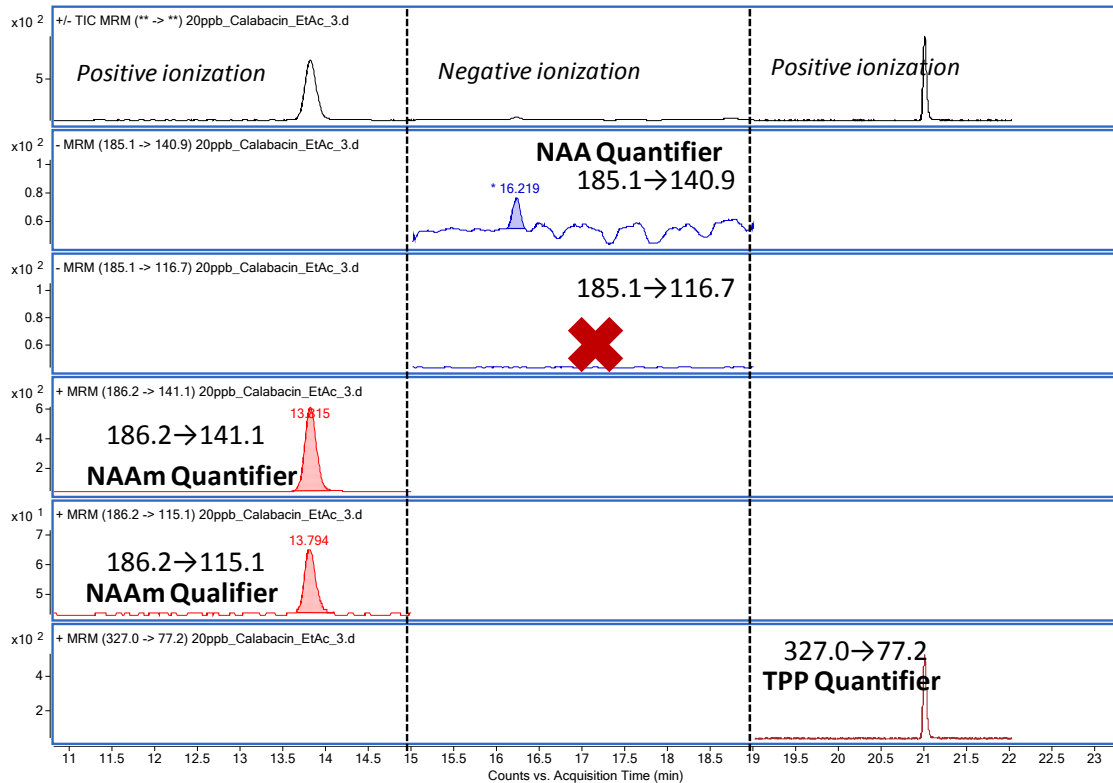 x10 2
+/- TIC MRM (** -> **) 20ppb_Calabacin_EtAc_3.d
Positive ionization
Negative ionization
Positive ionization
5
x10 2
- MRM (185.1 -> 140.9) 20ppb_Calabacin_EtAc_3.d
NAA Quantifier
185.1→140.9
* 16.219
1
0.8
0.6
x10 2
- MRM (185.1 -> 116.7) 20ppb_Calabacin_EtAc_3.d
185.1→116.7
1
0.8
0.6
x10 2
+ MRM (186.2 -> 141.1) 20ppb_Calabacin_EtAc_3.d
13.815
186.2→141.1
NAAm Quantifier
6
4
2
x10 1
+ MRM (186.2 -> 115.1) 20ppb_Calabacin_EtAc_3.d
13.794
186.2→115.1
NAAm Qualifier
7
6
5
x10 2
+ MRM (327.0 -> 77.2) 20ppb_Calabacin_EtAc_3.d
327.0→77.2
TPP Quantifier
4
2
11 11.5 12 12.5 13 13.5 14 14.5 15 15.5 16 16.5 17 17.5 18 18.5 19 19.5 20 20.5 21 21.5 22 22.5 23
Counts vs. Acquisition Time (min)